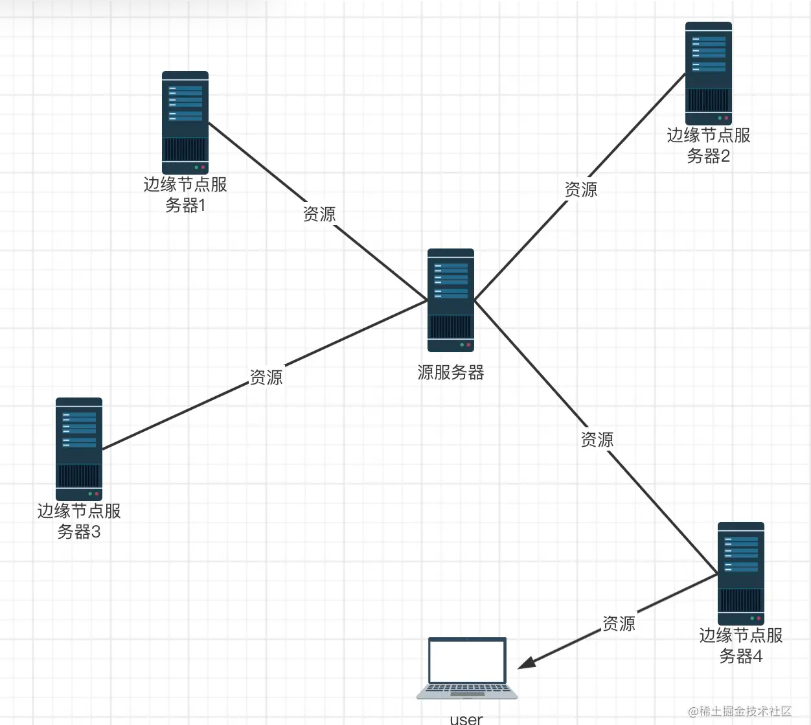 边缘节点服
务器2
边缘节点服
务器1
资源
资源
源服务器
资源
资源
边缘节点服
务器3
资源
边缘节点服
务器4
user
@稀土掘金技术社区